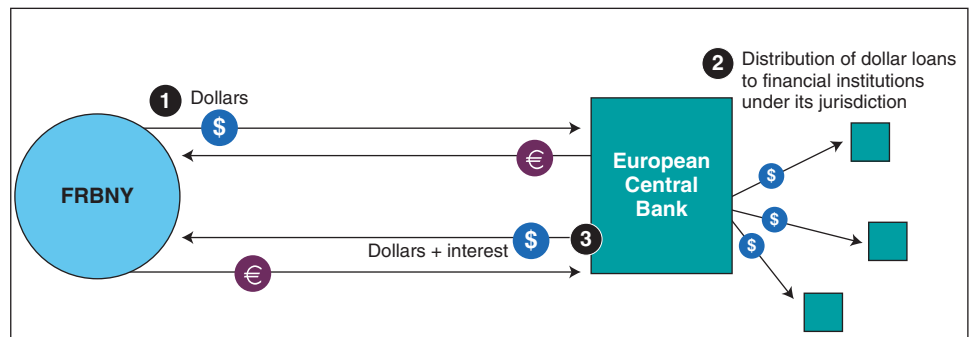 1 Dollars
$
€
FRBNY
European
Central
Bank
2 Distribution of dollar loans
to financial institutions
under its jurisdiction
$
$
$
Dollars + interest $ 3
€